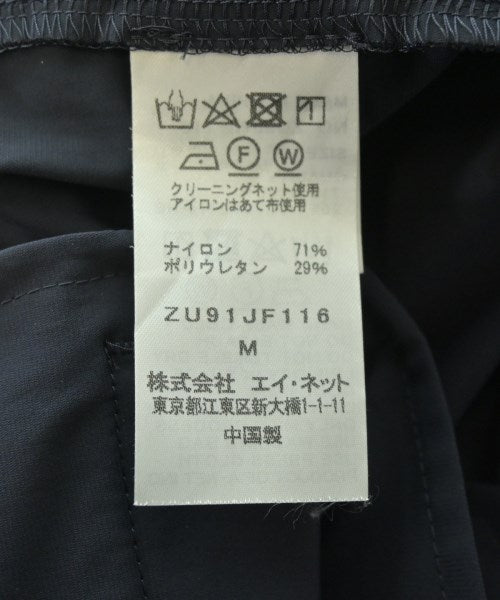 F W
クリーニングネット使用
アイロンはあて布使用
ナイロン 71%
ポリウレタン 29%
ZU91JF116
M
株式会社 エイ・ネット
東京都江東区新大橋1-1-11
中国製